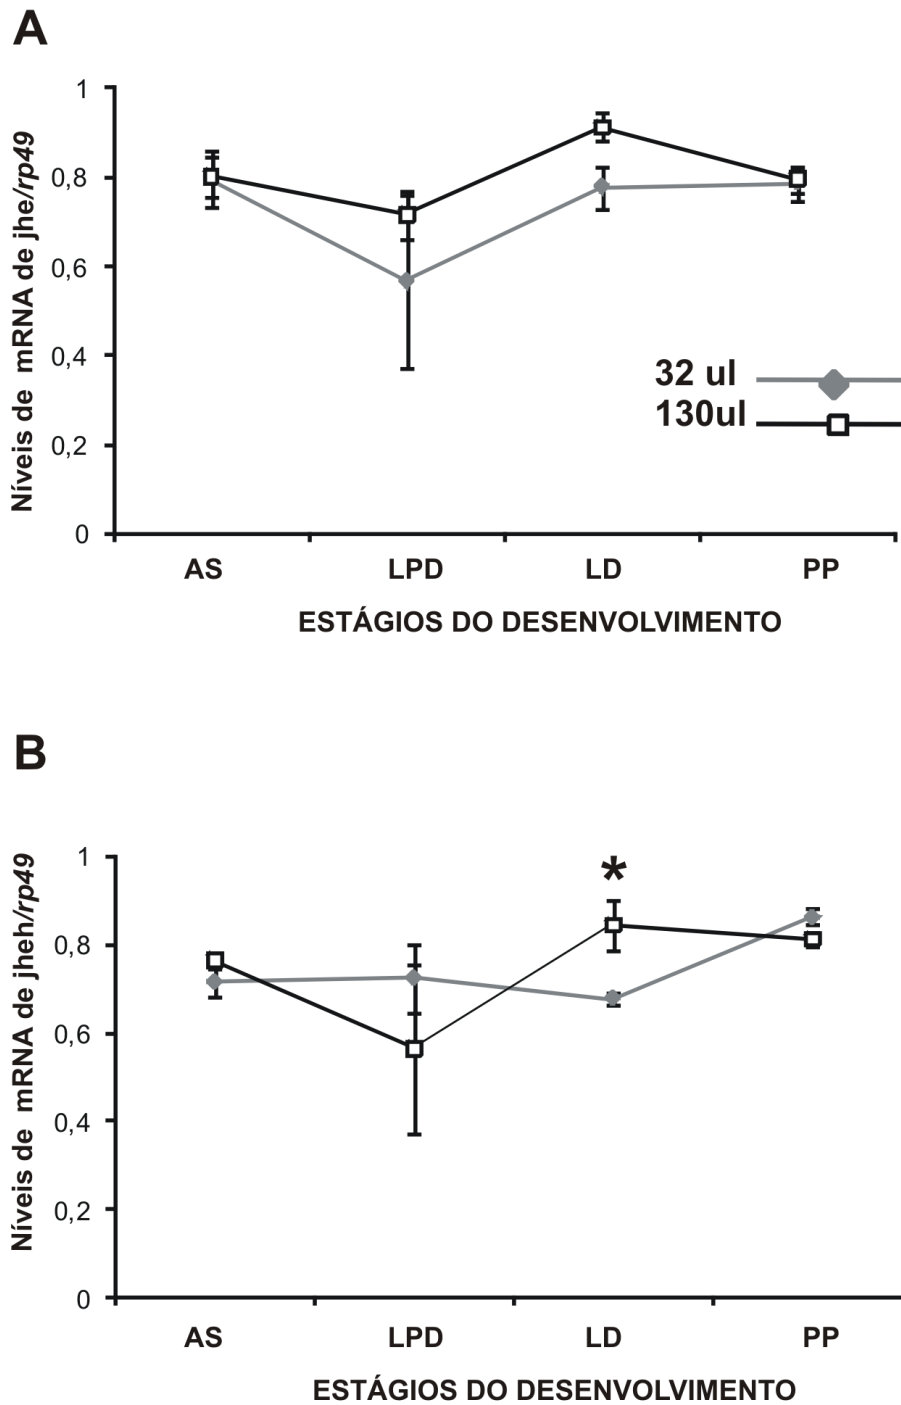 A
Níveis de mRNA de jhe/rp49
1
0,8
0,6
0,4
0,2
0
32 ul
130ul
AS LPD LD PP
ESTÁGIOS DO DESENVOLVIMENTO
B
Níveis de mRNA de jheh/rp49
1
0,8
0,6
0,4
0,2
0
*
AS LPD LD PP
ESTÁGIOS DO DESENVOLVIMENTO